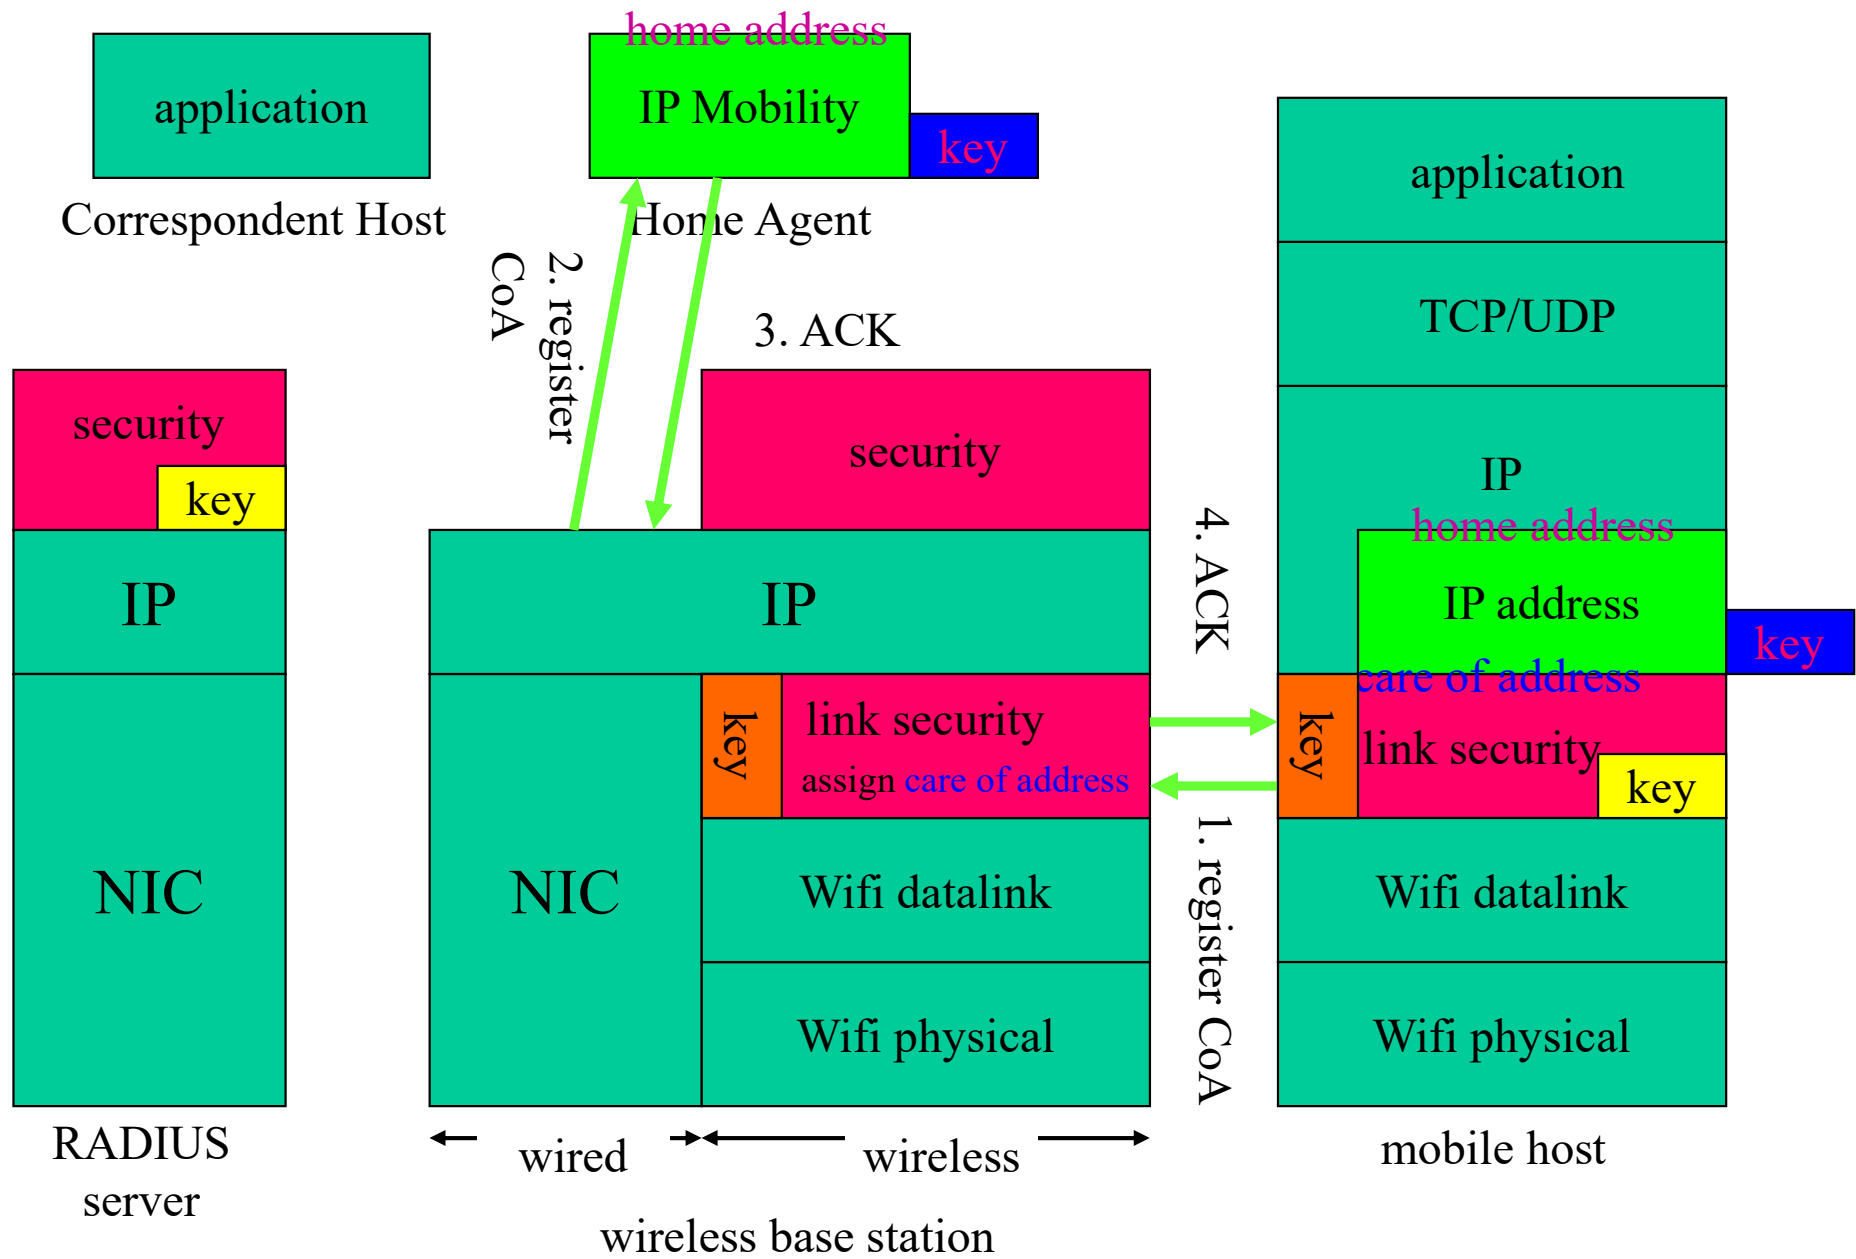 home address
application
IP Mobility
key
Correspondent Host
Home Agent
application
2. register
CoA
3. ACK
TCP/UDP
security
key
security
IP
home address
4. ACK
IP
IP
IP address
key
care of address
key
link security
assign care of address
key
link security
key
NIC
NIC
Wifi datalink
1. register CoA
Wifi datalink
Wifi physical
Wifi physical
RADIUS
server
wired
wireless
mobile host
wireless base station